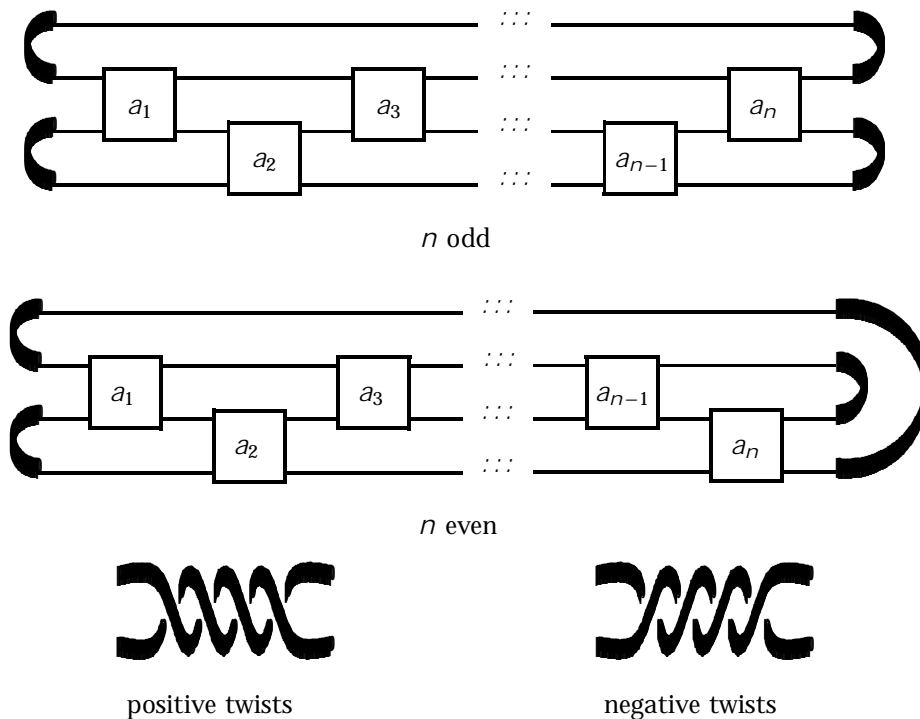 : : :
: : :
a1 a3 an
: : :
a2 an−1
: : :
n odd
: : :
: : :
a1 a3 an−1
: : :
a2 an
: : :
n even
positive twists negative twists